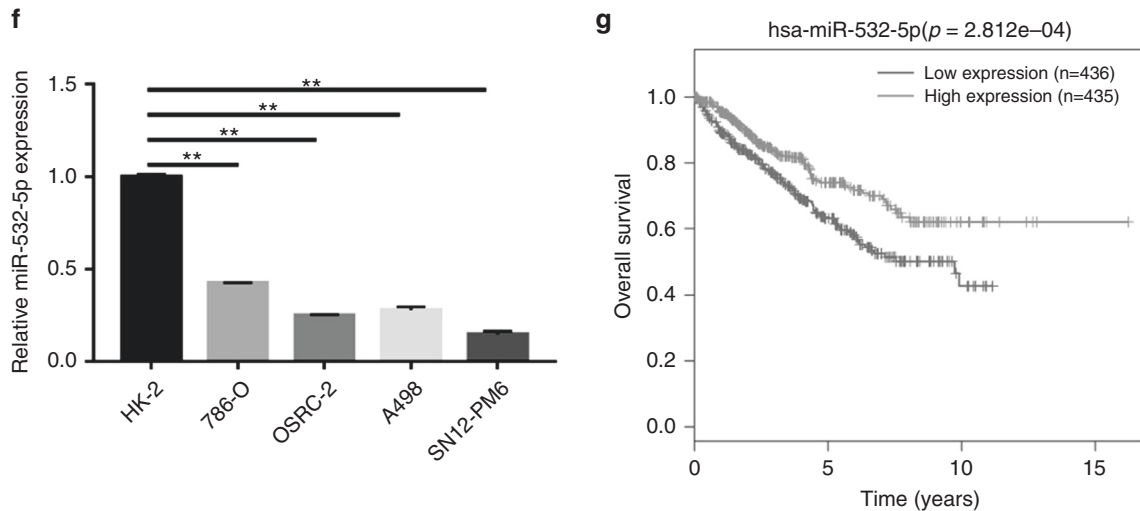 f
Relative miR-532-5p expression
1.5
1.0
0.5
0.0
**
**
**
**
HK-2
786-O
OSRC-2
A498
SN12-PM6
g
hsa-miR-532-5p(p = 2.812e–04)
Low expression (n=436)
High expression (n=435)
Overall survival
1.0
0.8
0.6
0.4
0.2
0.0
0
5
10
15
Time (years)